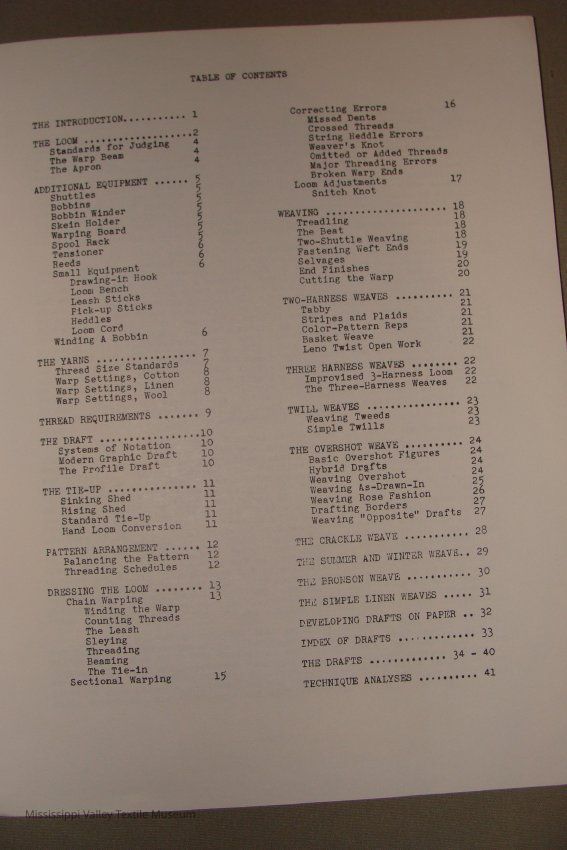 TABLE OF CONTENTS
THE INTRODUCTION........... 1
THE LOOM ..................2
Standards for Judging 4
The Warp Beam 4
The Apron 4
ADDITIONAL EQUIPMENT ...... 5
Shuttles 5
Bobbins 5
Bobbin Winder 5
Skein Holder 5
Warping Board 5
Spool Rack 5
Tensioner 6
Reeds 6
Small Equipment 6
Drawing-in Hook
Loom Bench
Leash Sticks
Pick-up Sticks
Heddles
Loom Cord
Winding A Bobbin 6
THE YARNS ................. 7
Thread Size Standards 7
Warp Settings, Cotton 8
Warp Settings, Linen 8
Warp Settings, Wool 8
THREAD REQUIREMENTS ....... 9
THE DRAFT .................10
Systems of Notation 10
Modern Graphic Draft 10
The Profile Draft 10
THE TIE-UP ............... 11
Sinking Shed 11
Rising Shed 11
Standard Tie-Up 11
Hand Loom Conversion 11
PATTERN ARRANGEMENT ...... 12
Balancing the Pattern 12
Threading Schedules 12
DRESSING THE LOOM ........ 13
Chain Warping 13
Winding the Warp
Counting Threads
The Leash
Sleying
Threading
Beaming
The Tie-in
Sectional Warping 15
Correcting Errors 16
Missed Dents
Crossed Threads
String Heddle Errors
Weaver's Knot
Omitted or Added Threads
Major Threading Errors
Broken Warp Ends
Loom Adjustments 17
Snitch Knot
WEAVING .................... 18
Treadling 18
The Beat 18
Two-Shuttle Weaving 18
Fastening Weft Ends 19
Selvages 19
End Finishes 20
Cutting the Warp 20
TWO-HARNESS WEAVES .......... 21
Tabby 21
Stripes and Plaids 21
Color-Pattern Reps 21
Basket Weave 21
Leno Twist Open Work 22
THREE HARNESS WEAVES ........ 22
Improvised 3-Harness Loom 22
The Three-Harness Weaves 22
TWILL WEAVES ................ 23
Weaving Tweeds 23
Simple Twills 23
THE OVERSHOT WEAVE .......... 24
Basic Overshot Figures 24
Hybrid Drafts 24
Weaving Overshot 24
Weaving As-Drawn-In 25
Weaving Rose Fashion 26
Drafting Borders 27
Weaving "Opposite" Drafts 27
THE CRACKLE WEAVE ........... 28
THE SUMMER AND WINTER WEAVE.. 29
THE BRONSON WEAVE ........... 30
THE SIMPLE LINEN WEAVES ..... 31
DEVELOPING DRAFTS ON PAPER .. 32
INDEX OF DRAFTS ............. 33
THE DRAFTS ............. 34 - 40
TECHNIQUE ANALYSES .......... 41
Mississippi Valley Textile Museum